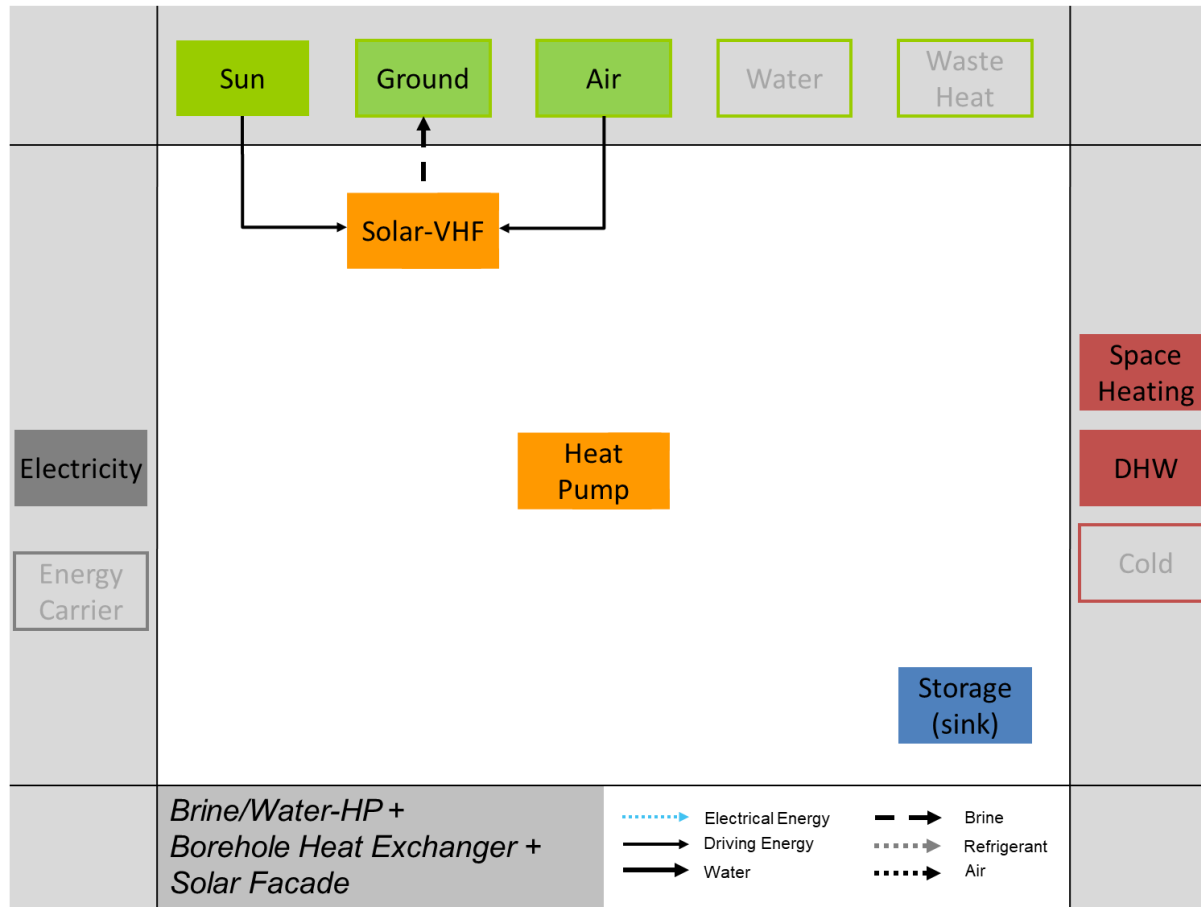 Sun
Ground
Air
Water
Waste
Heat
Solar-VHF
Space
Heating
Electricity
Heat
Pump
DHW
Energy
Carrier
Cold
Storage
(sink)
Brine/Water-HP +
Borehole Heat Exchanger +
Solar Facade
Electrical Energy
Driving Energy
Water
Brine
Refrigerant
Air